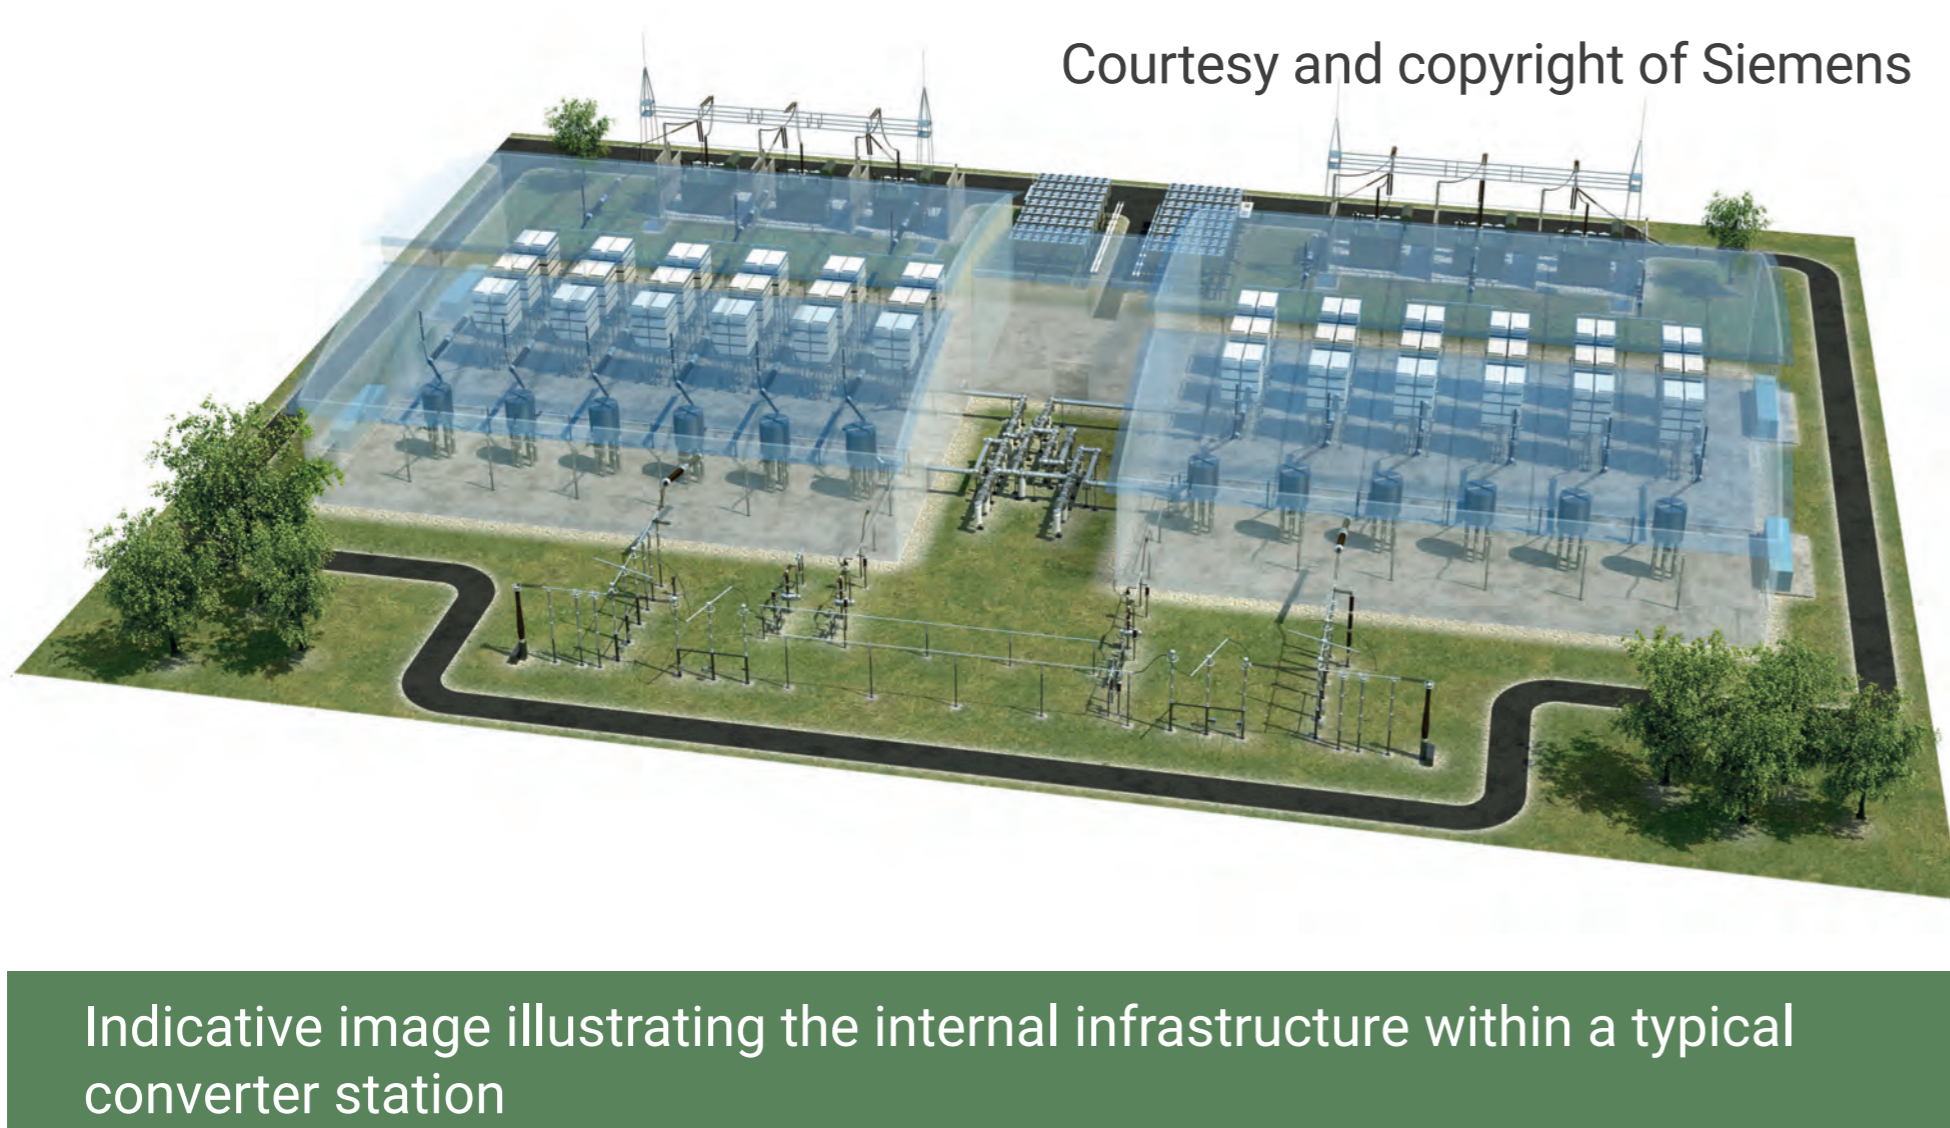 Courtesy and copyright of Siemens
Indicative image illustrating the internal infrastructure within a typical
converter station